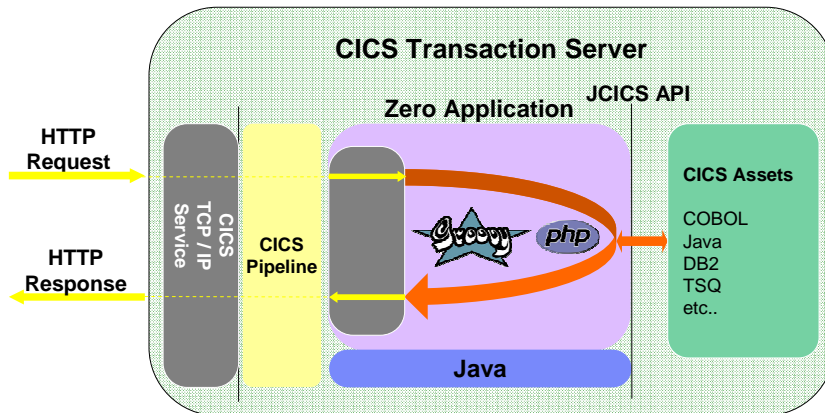 CICS Transaction Server
JCICS API
Zero Application
HTTP
Request
HTTP
Response
CICS
TCP / IP
Service
CICS
Pipeline
Groovy
php
Java
CICS Assets
COBOL
Java
DB2
TSQ
etc..